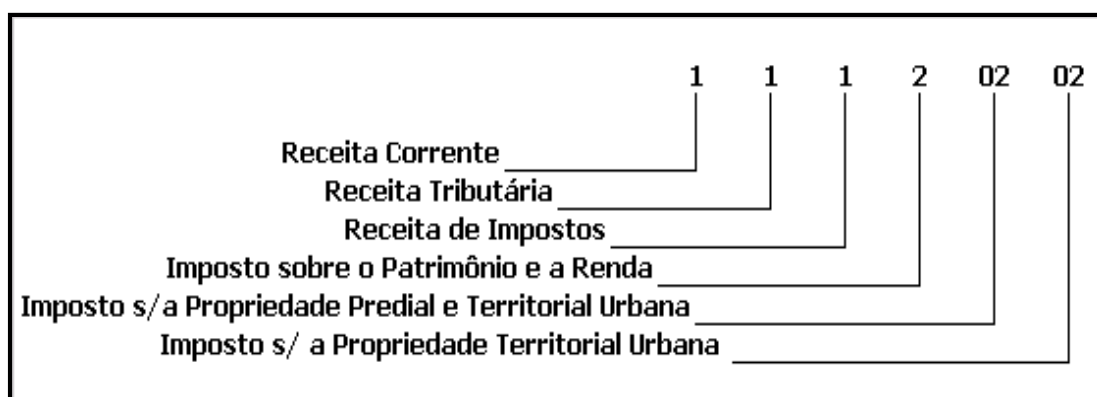 1 1 1 2 02 02
Receita Corrente
Receita Tributária
Receita de Impostos
Imposto sobre o Patrimônio e a Renda
Imposto s/a Propriedade Predial e Territorial Urbana
Imposto s/ a Propriedade Territorial Urbana